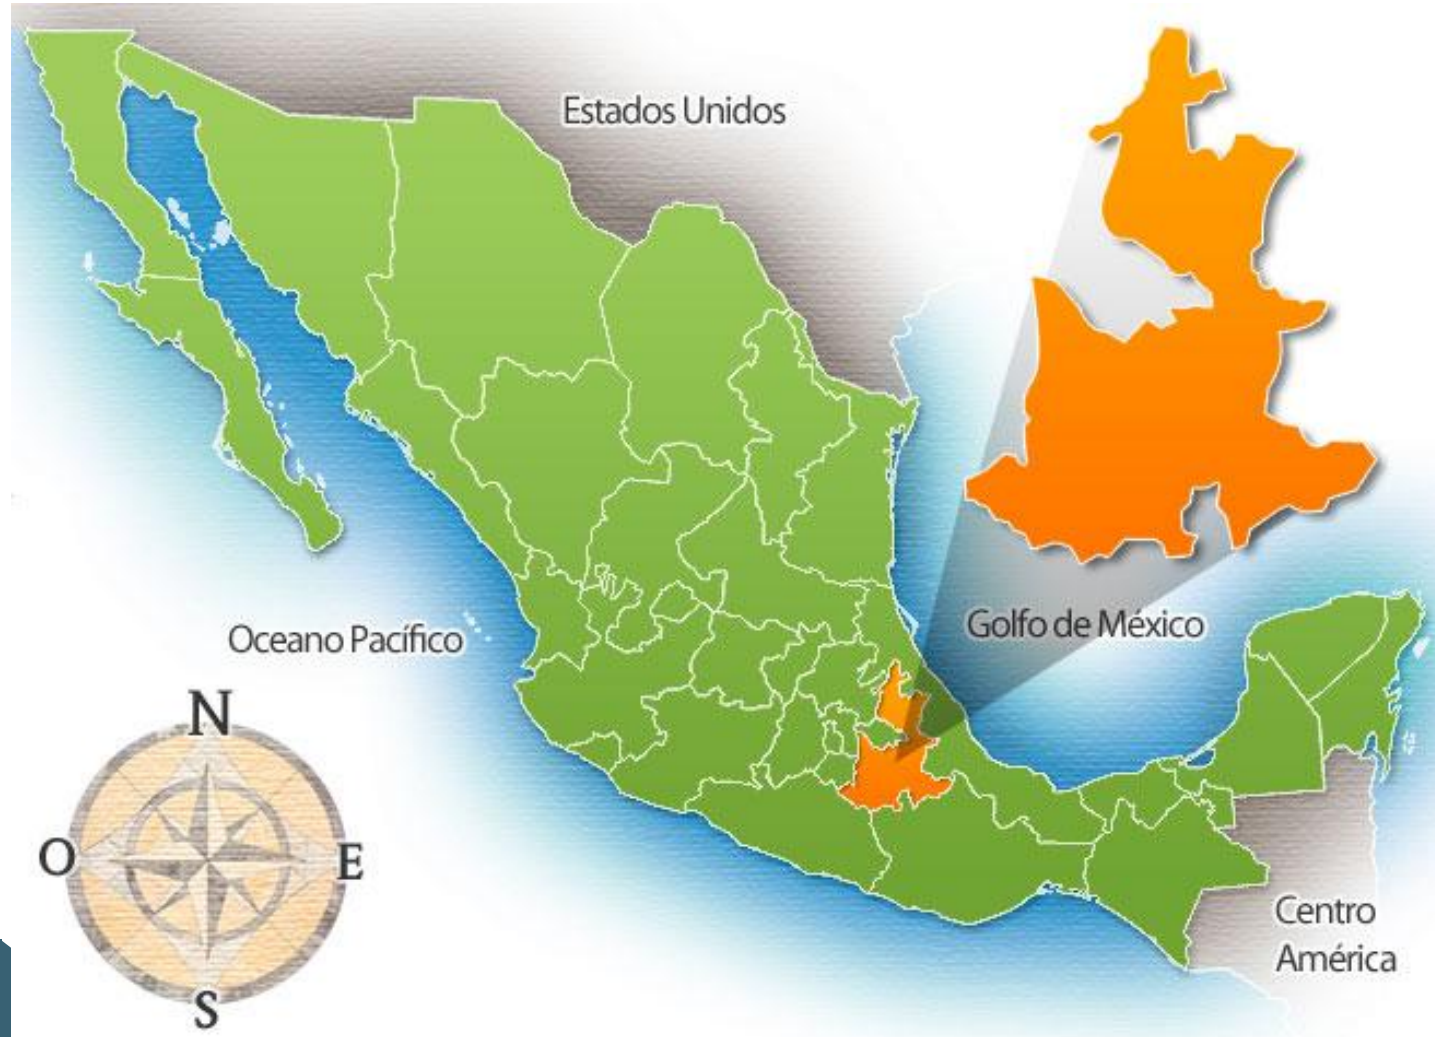 Estados Unidos
Golfo de México
Oceano Pacífico
N
O
E
S
Centro
América